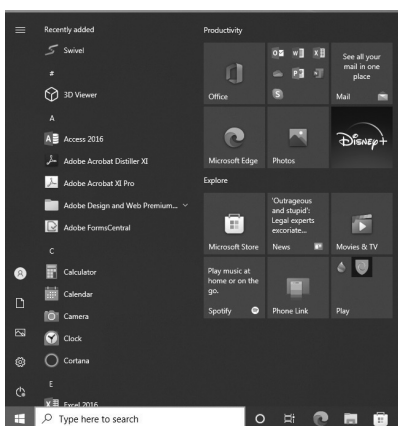 Recently added
Swivel
#
3D Viewer
A
Access 2016
Adobe Acrobat Distiller XI
Adobe Acrobat XI Pro
Adobe Design and Web Premium...
Adobe FormsCentral
C
Calculator
Calendar
Camera
Clock
Cortana
E
Excel 2016
Type here to search
Productivity
Office
See all your
mail in one
place
Mail
Microsoft Edge
Photos
Disney+
Explore
Microsoft Store
'Outrageous
and stupid':
Legal experts
excoriate...
News
Movies & TV
Play music at
home or on the
go.
Spotify
Phone Link
Play